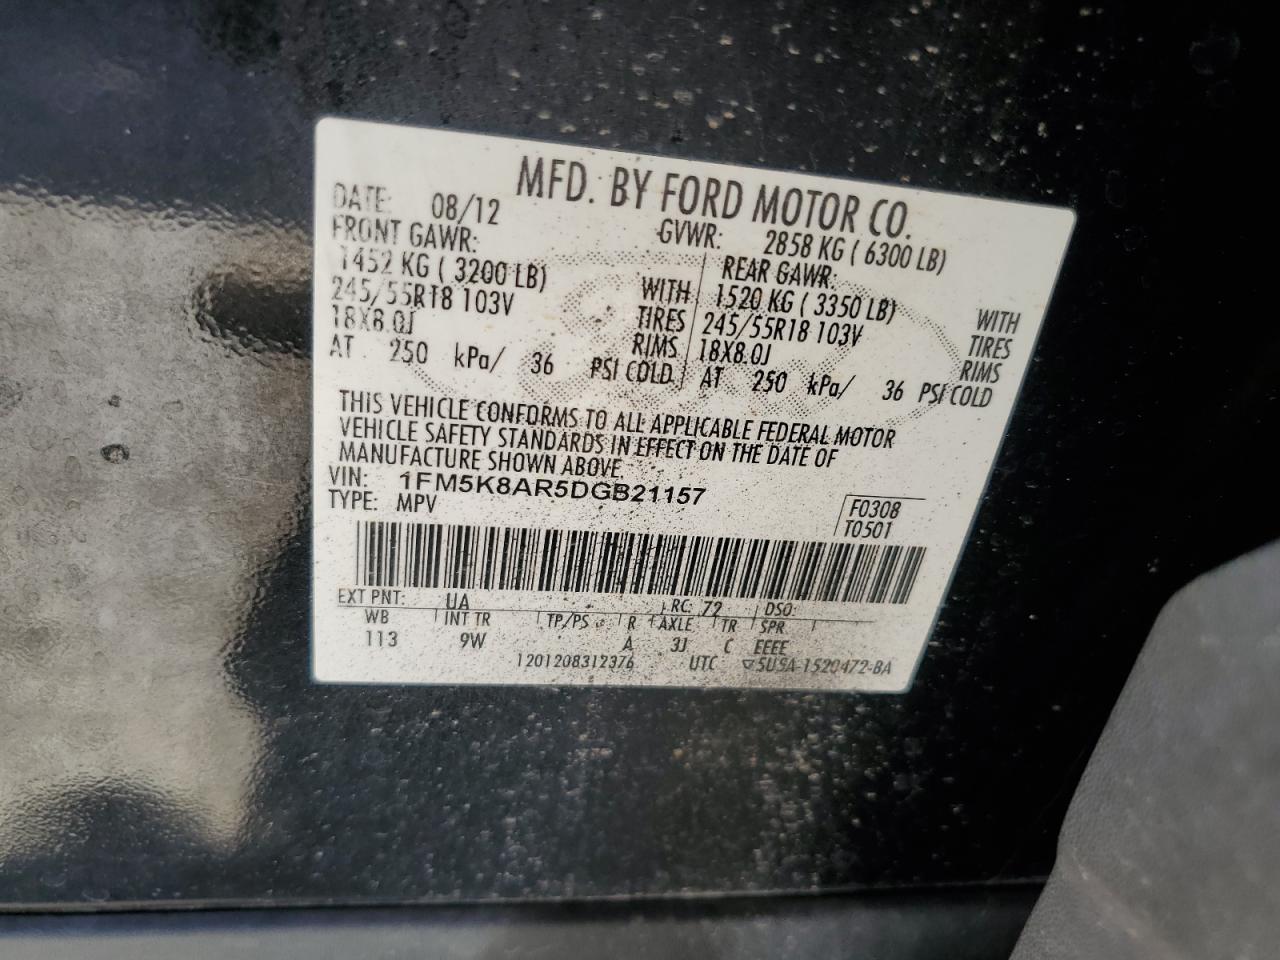 MFD. BY FORD MOTOR CO.
DATE: 08/12 GVWR: 2858 KG ( 6300 LB)
FRONT GAWR: REAR GAWR:
1452 KG ( 3200 LB) WITH 1520 KG ( 3350 LB) WITH
245/55R18 103V TIRES 245/55R18 103V TIRES
18X8.0J RIMS 18X8.0J RIMS
AT 250 kPa/ 36 PSI COLD AT 250 kPa/ 36 PSI COLD
THIS VEHICLE CONFORMS TO ALL APPLICABLE FEDERAL MOTOR
VEHICLE SAFETY STANDARDS IN EFFECT ON THE DATE OF
MANUFACTURE SHOWN ABOVE
VIN: 1FM5K8AR5DGB21157
TYPE: MPV F0308
T0501
EXT PNT: UA RC: 72 DSO:
WB INT TR TP/PS R AXLE TR SPR
113 9W A 3J C EEEE
1201208312376 UTC ▽5U5A-1520472-BA